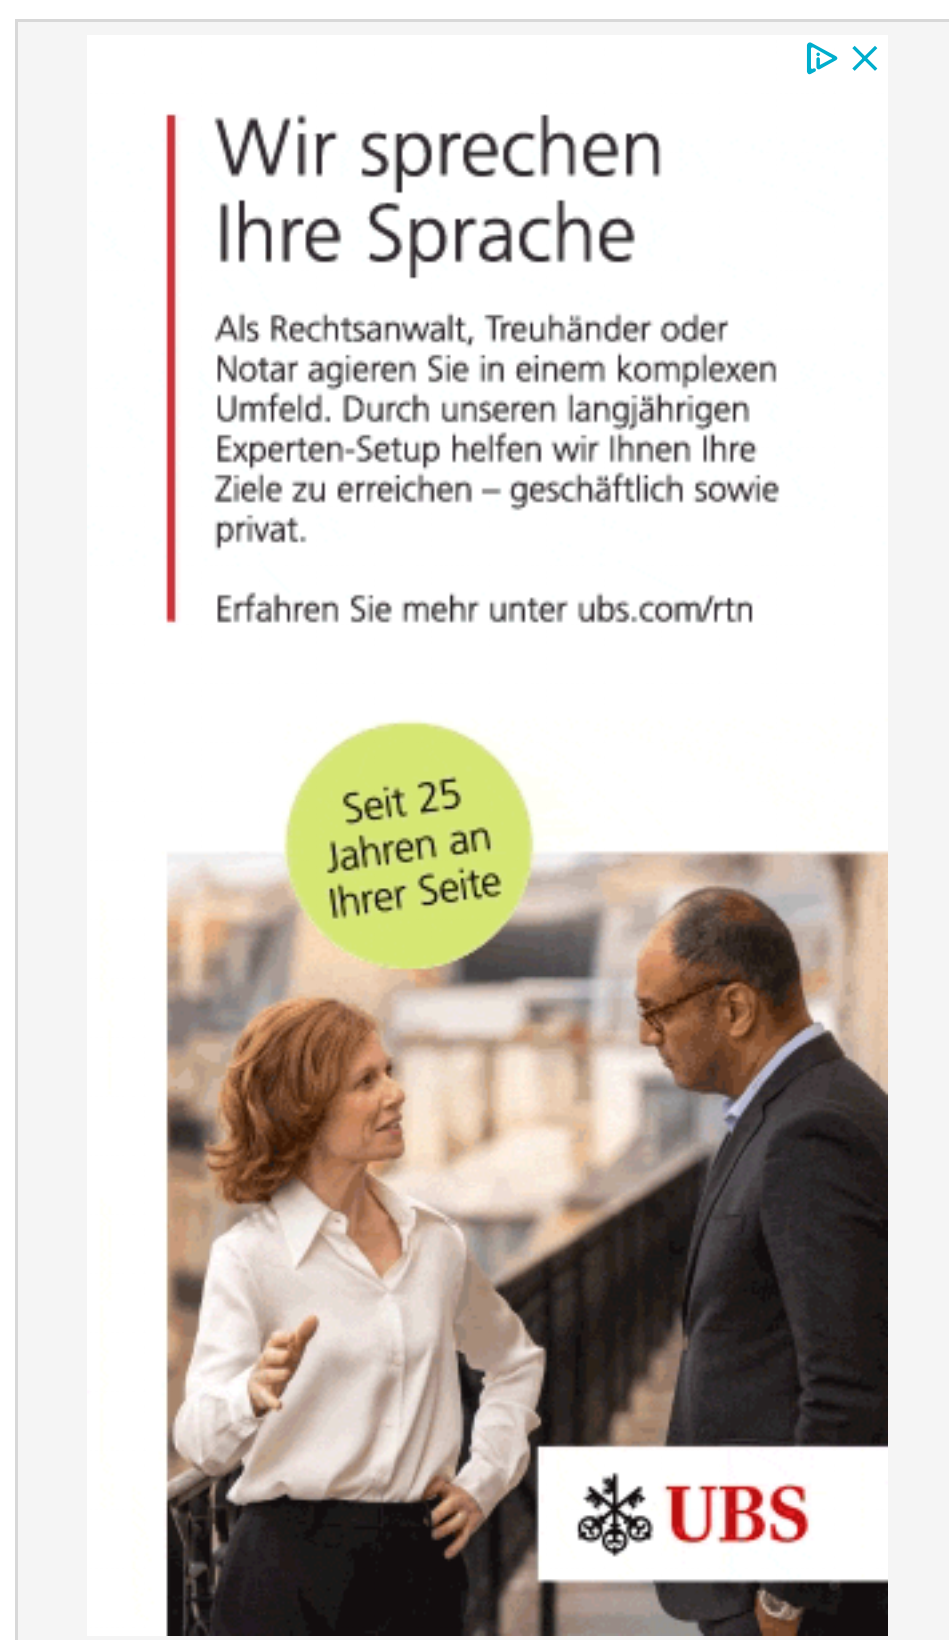 Wir sprechen
Ihre Sprache
Als Rechtsanwalt, Treuhänder oder
Notar agieren Sie in einem komplexen
Umfeld. Durch unseren langjährigen
Experten-Setup helfen wir Ihnen Ihre
Ziele zu erreichen – geschäftlich sowie
privat.
Erfahren Sie mehr unter ubs.com/rtn
Seit 25
Jahren an
Ihrer Seite
UBS